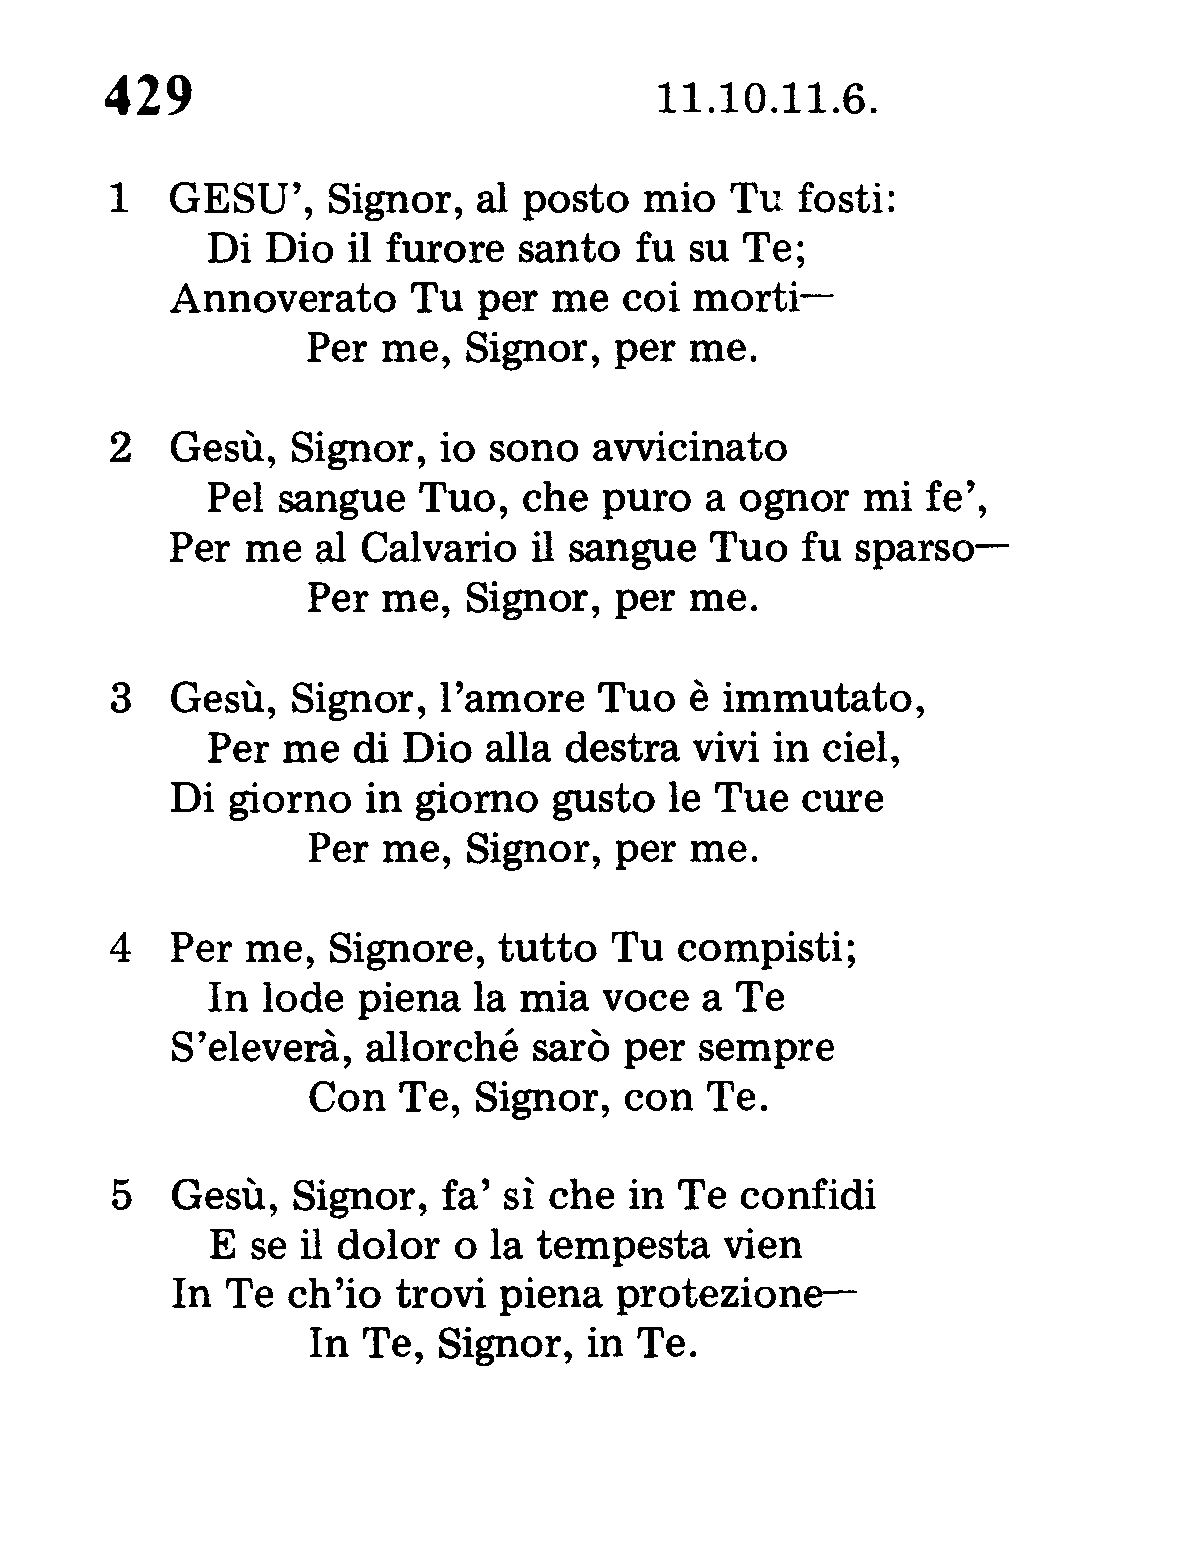 429 11.10.11.6.
1 GESU’, Signor, al posto mio Tu fosti:
Di Dio il furore santo fu su Te;
Annoverato Tu per me coi morti—
Per me, Signor, per me.
2 Gesù, Signor, io sono avvicinato
Pel sangue Tuo, che puro a ognor mi fe’,
Per me al Calvario il sangue Tuo fu sparso—
Per me, Signor, per me.
3 Gesù, Signor, l’amore Tuo è immutato,
Per me di Dio alla destra vivi in ciel,
Di giorno in giorno gusto le Tue cure
Per me, Signor, per me.
4 Per me, Signore, tutto Tu compisti;
In lode piena la mia voce a Te
S’eleverà, allorché sarò per sempre
Con Te, Signor, con Te.
5 Gesù, Signor, fa’ sì che in Te confidi
E se il dolor o la tempesta vien
In Te ch’io trovi piena protezione—
In Te, Signor, in Te.